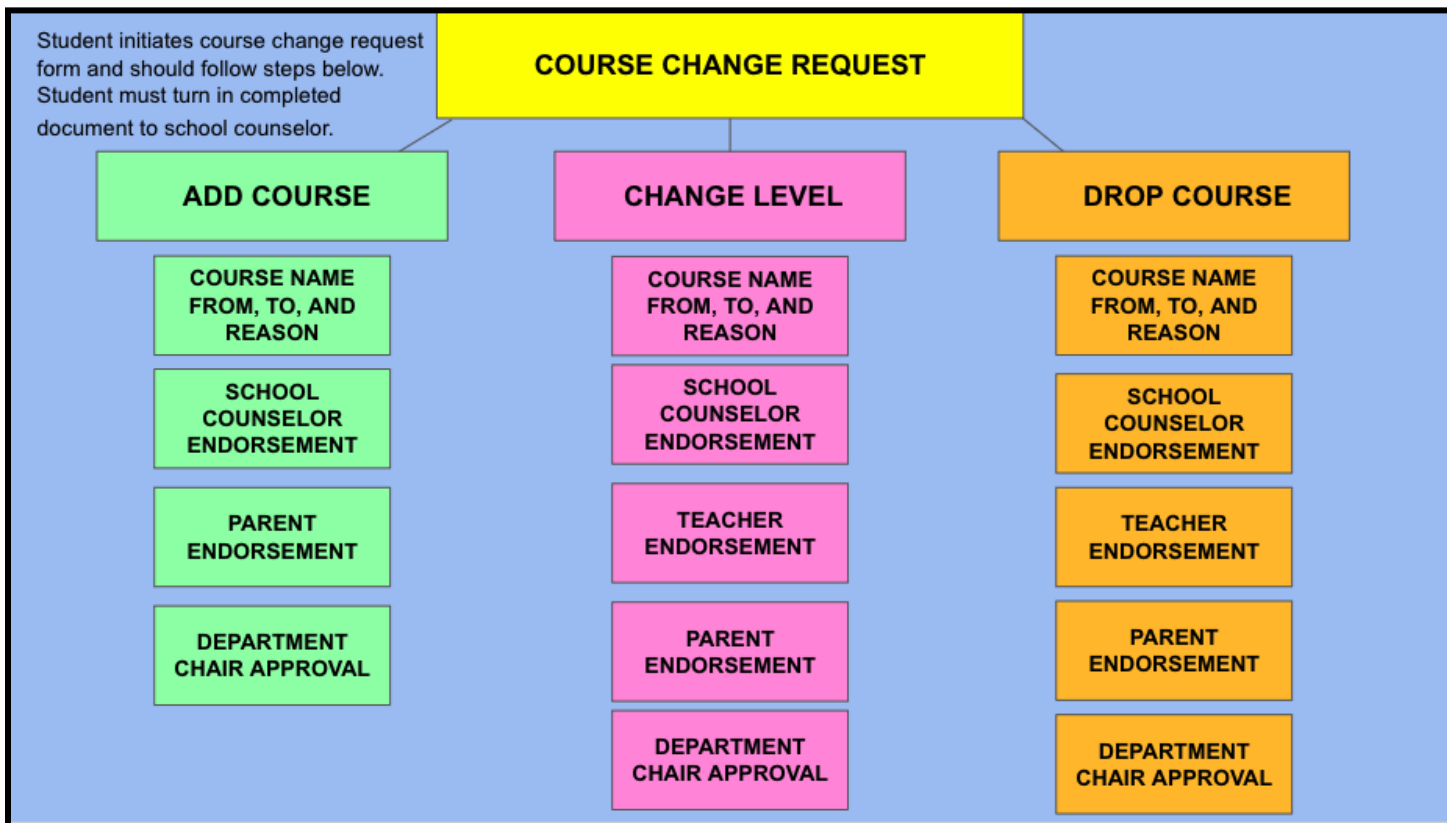 Student initiates course change request
form and should follow steps below.
Student must turn in completed
document to school counselor.
COURSE CHANGE REQUEST
ADD COURSE
COURSE NAME
FROM, TO, AND
REASON
SCHOOL
COUNSELOR
ENDORSEMENT
PARENT
ENDORSEMENT
DEPARTMENT
CHAIR APPROVAL
CHANGE LEVEL
COURSE NAME
FROM, TO, AND
REASON
SCHOOL
COUNSELOR
ENDORSEMENT
TEACHER
ENDORSEMENT
PARENT
ENDORSEMENT
DEPARTMENT
CHAIR APPROVAL
DROP COURSE
COURSE NAME
FROM, TO, AND
REASON
SCHOOL
COUNSELOR
ENDORSEMENT
TEACHER
ENDORSEMENT
PARENT
ENDORSEMENT
DEPARTMENT
CHAIR APPROVAL